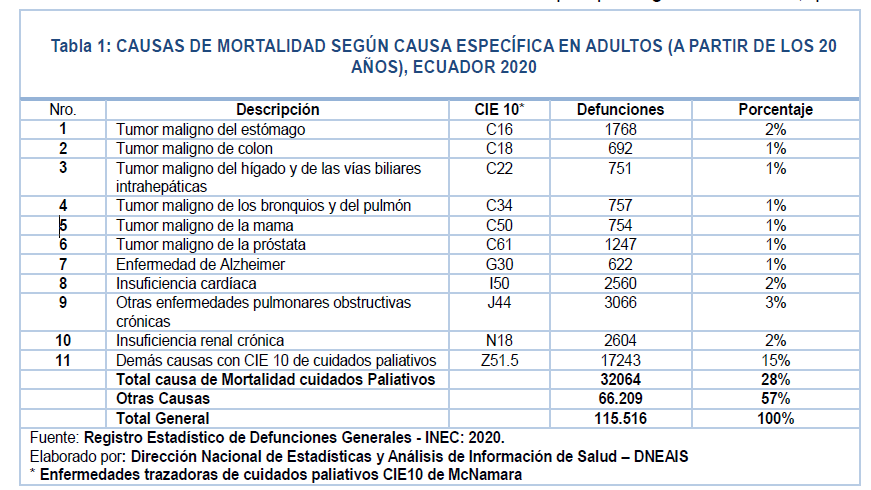 Tabla 1: CAUSAS DE MORTALIDAD SEGÚN CAUSA ESPECÍFICA EN ADULTOS (A PARTIR DE LOS 20
AÑOS), ECUADOR 2020
Nro. Descripción CIE 10* Defunciones Porcentaje
1 Tumor maligno del estómago C16 1768 2%
2 Tumor maligno de colon C18 692 1%
3 Tumor maligno del hígado y de las vías biliares C22 751 1%
intrahepáticas
4 Tumor maligno de los bronquios y del pulmón C34 757 1%
5 Tumor maligno de la mama C50 754 1%
6 Tumor maligno de la próstata C61 1247 1%
7 Enfermedad de Alzheimer G30 622 1%
8 Insuficiencia cardíaca I50 2560 2%
9 Otras enfermedades pulmonares obstructivas J44 3066 3%
crónicas
10 Insuficiencia renal crónica N18 2604 2%
11 Demás causas con CIE 10 de cuidados paliativos Z51.5 17243 15%
Total causa de Mortalidad cuidados Paliativos 32064 28%
Otras Causas 66.209 57%
Total General 115.516 100%
Fuente: Registro Estadístico de Defunciones Generales - INEC: 2020.
Elaborado por: Dirección Nacional de Estadísticas y Análisis de Información de Salud – DNEAIS
* Enfermedades trazadoras de cuidados paliativos CIE10 de McNamara